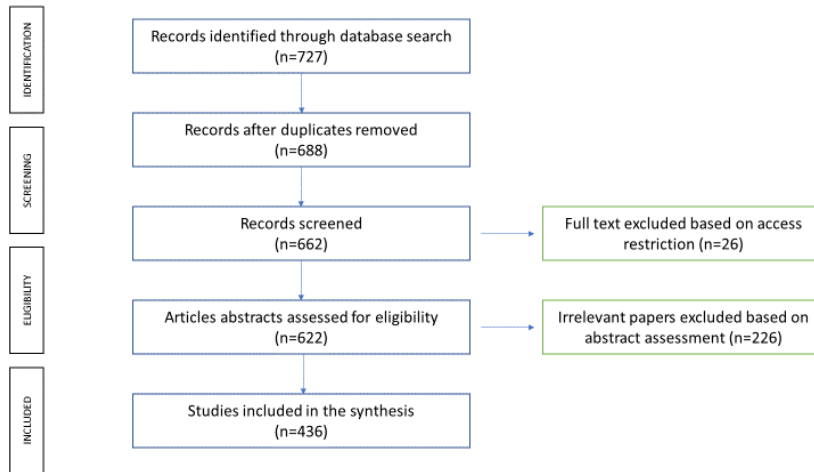 IDENTIFICATION
Records identified through database search
(n=727)
Records after duplicates removed
(n=688)
SCREENING
Records screened
(n=662)
Full text excluded based on access
restriction (n=26)
ELIGIBILITY
Articles abstracts assessed for eligibility
(n=622)
Irrelevant papers excluded based on
abstract assessment (n=226)
INCLUDED
Studies included in the synthesis
(n=436)